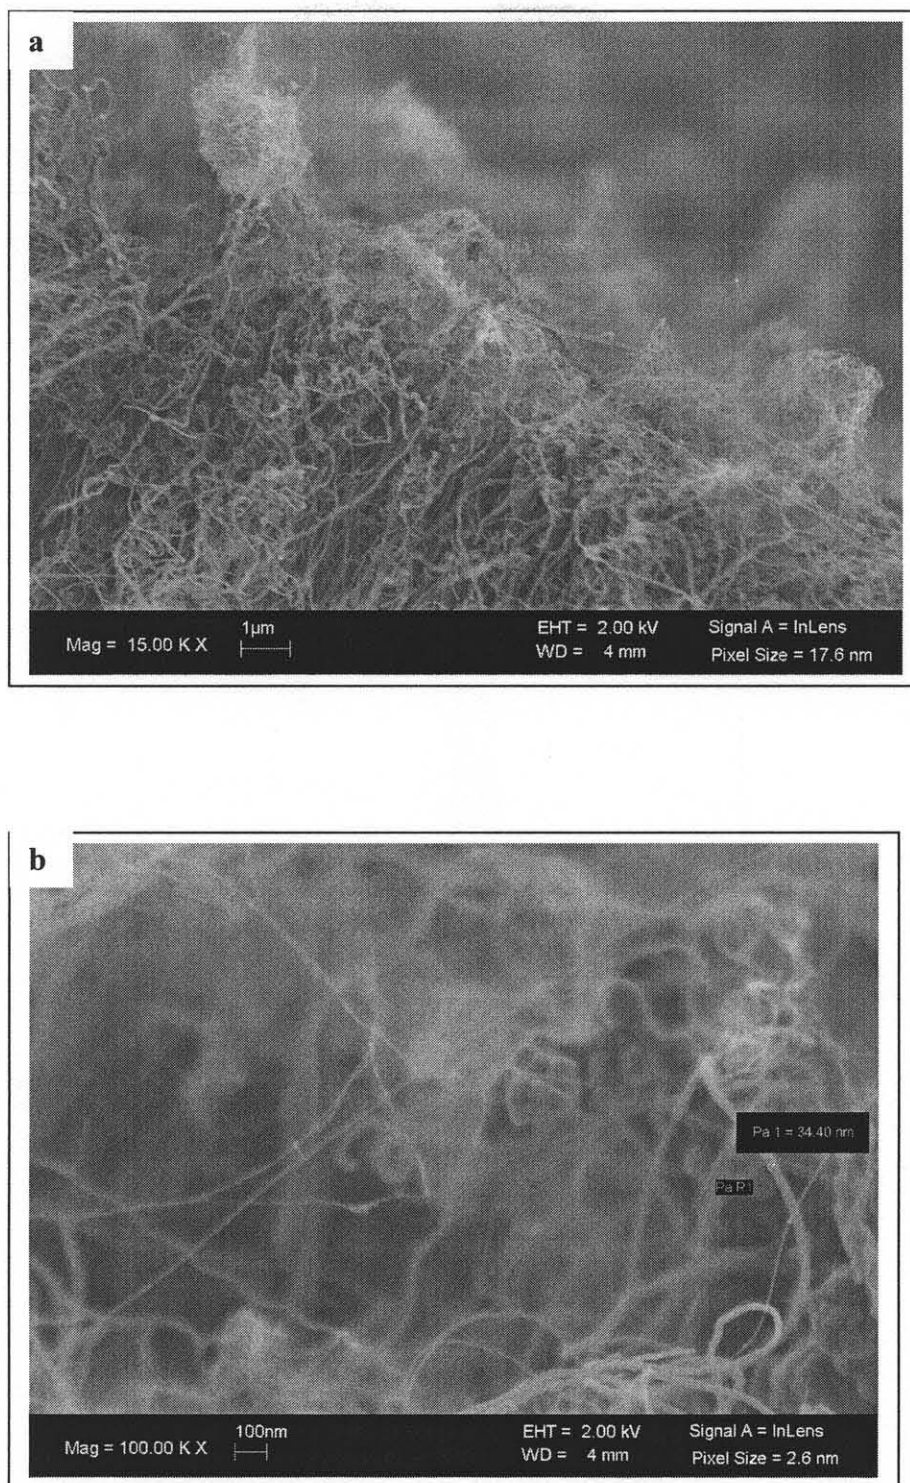 a
Mag = 15.00 K X
1µm
EHT = 2.00 kV
WD = 4 mm
Signal A = InLens
Pixel Size = 17.6 nm
b
Pa 1 = 34.40 nm
Pa R1
Mag = 100.00 K X
100nm
EHT = 2.00 kV
WD = 4 mm
Signal A = InLens
Pixel Size = 2.6 nm